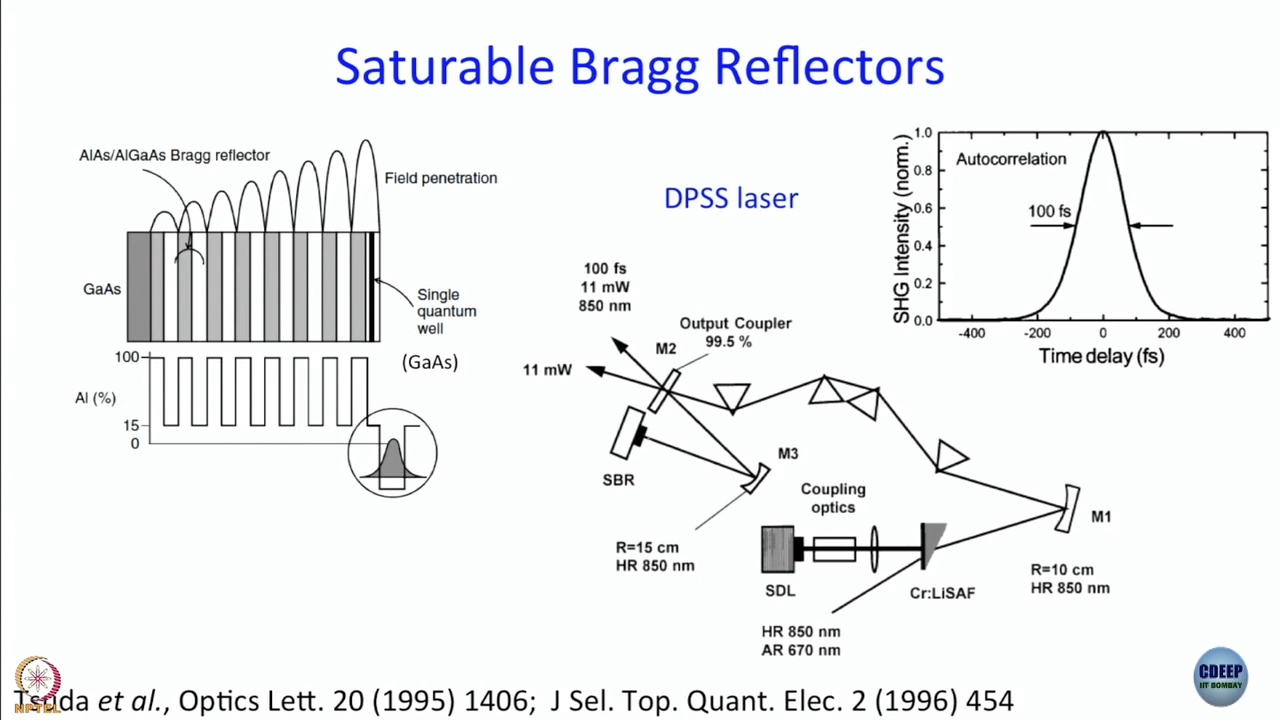 Saturable Bragg Reflectors
AlAs/AlGaAs Bragg reflector
Field penetration
GaAs
Single
quantum
well
(GaAs)
100
Al (%)
15
0
DPSS laser
100 fs
11 mW
850 nm
Output Coupler
99.5 %
M2
11 mW
SBR
M3
R=15 cm
HR 850 nm
Coupling
optics
SDL
Cr:LiSAF
HR 850 nm
AR 670 nm
M1
R=10 cm
HR 850 nm
SHG Intensity (norm.)
1.0
0.8
0.6
0.4
0.2
0.0
Autocorrelation
100 fs
-400 -200 0 200 400
Time delay (fs)
et al., Optics Lett. 20 (1995) 1406; J Sel. Top. Quant. Elec. 2 (1996) 454
NPTEL
CDEEP
IIT BOMBAY